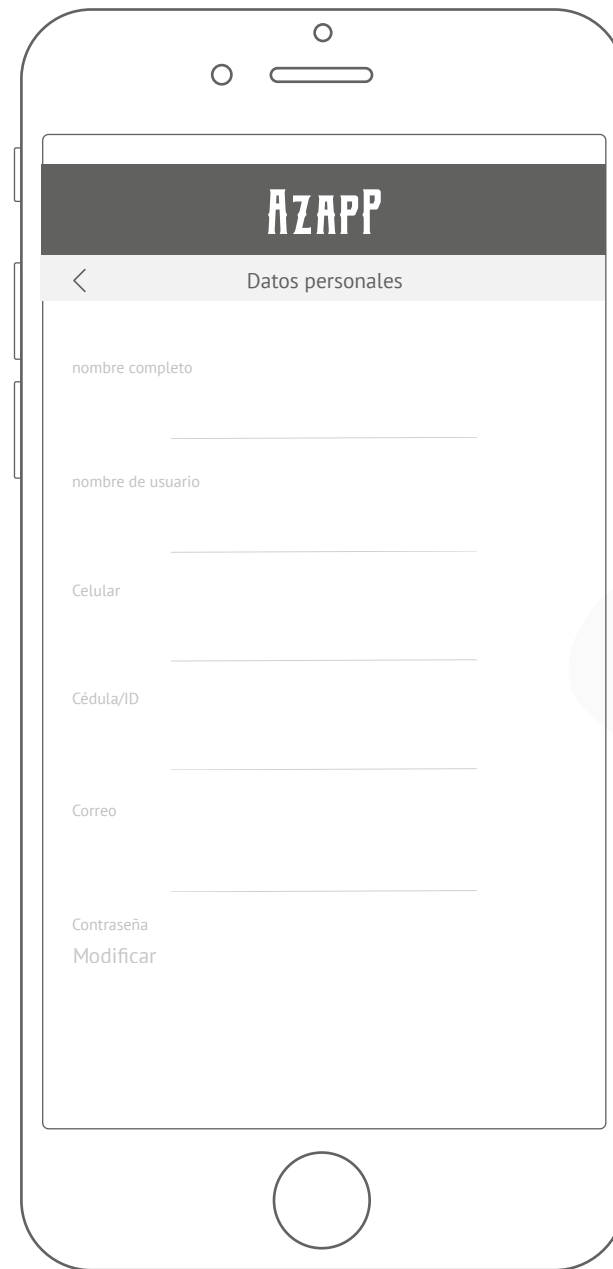 AZAPP
Datos personales
nombre completo
nombre de usuario
Celular
Cédula/ID
Correo
Contraseña
Modificar